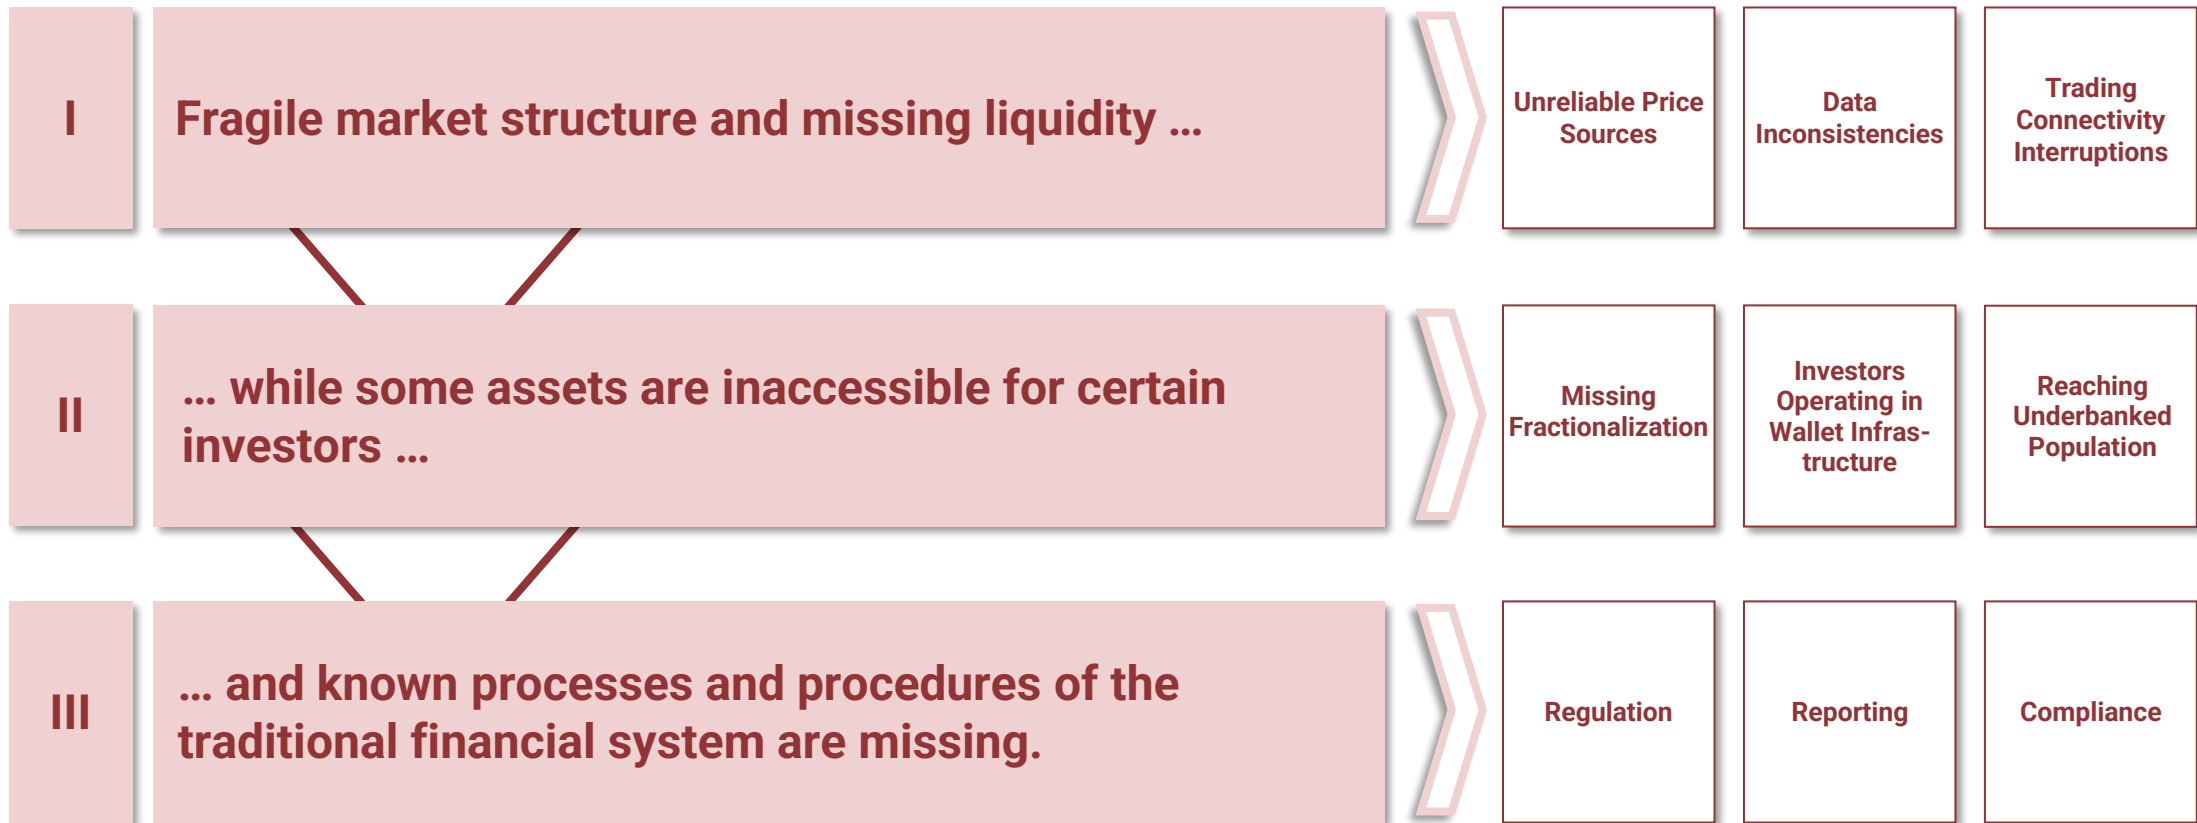 I
Fragile market structure and missing liquidity ...
Unreliable Price
Sources
Data
Inconsistencies
Trading
Connectivity
Interruptions
II
... while some assets are inaccessible for certain
investors ...
Missing
Fractionalization
Investors
Operating in
Wallet Infras-
tructure
Reaching
Underbanked
Population
III
... and known processes and procedures of the
traditional financial system are missing.
Regulation
Reporting
Compliance